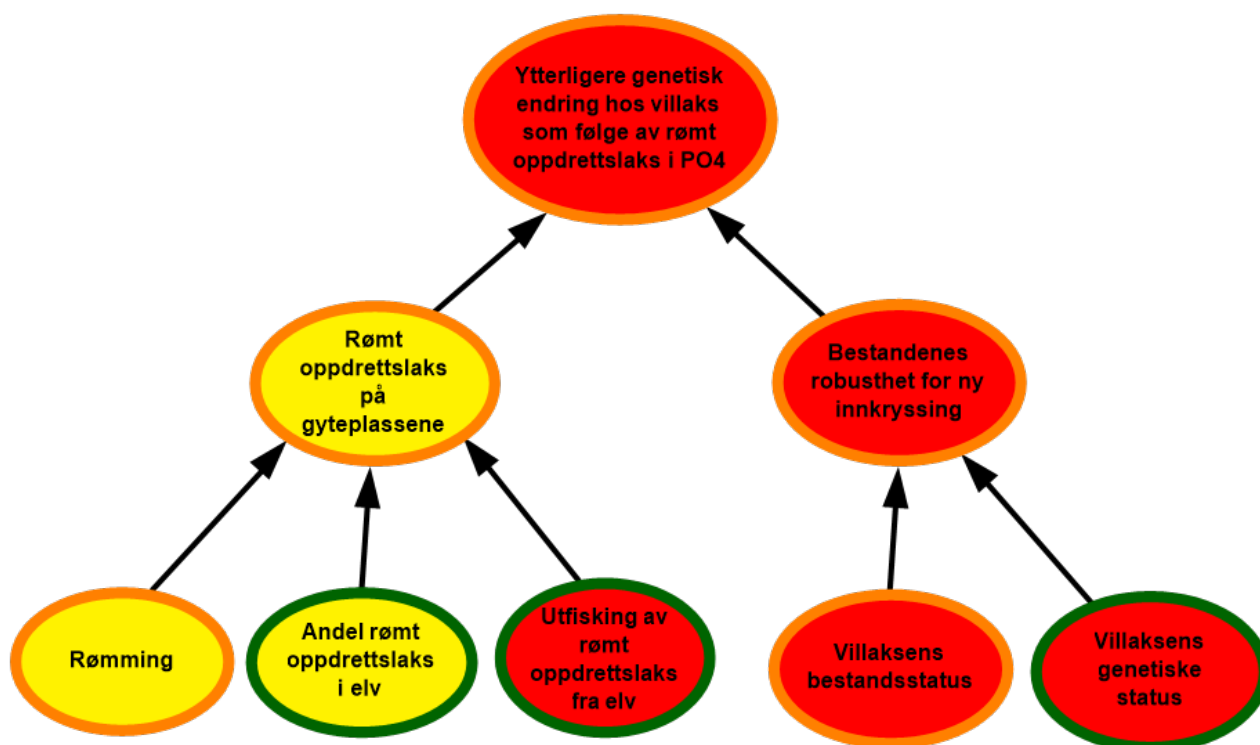 Ytterligere genetisk
endring hos villaks
som følge av rømt
oppdrettslaks i PO4
Rømt
oppdrettslaks
på
gyteplassene
Bestandenes
robusthet for ny
innkryssing
Rømming
Andel rømt
oppdrettslaks
i elv
Utfisking av
rømt
oppdrettslaks
fra elv
Villaksens
bestandsstatus
Villaksens
genetiske
status